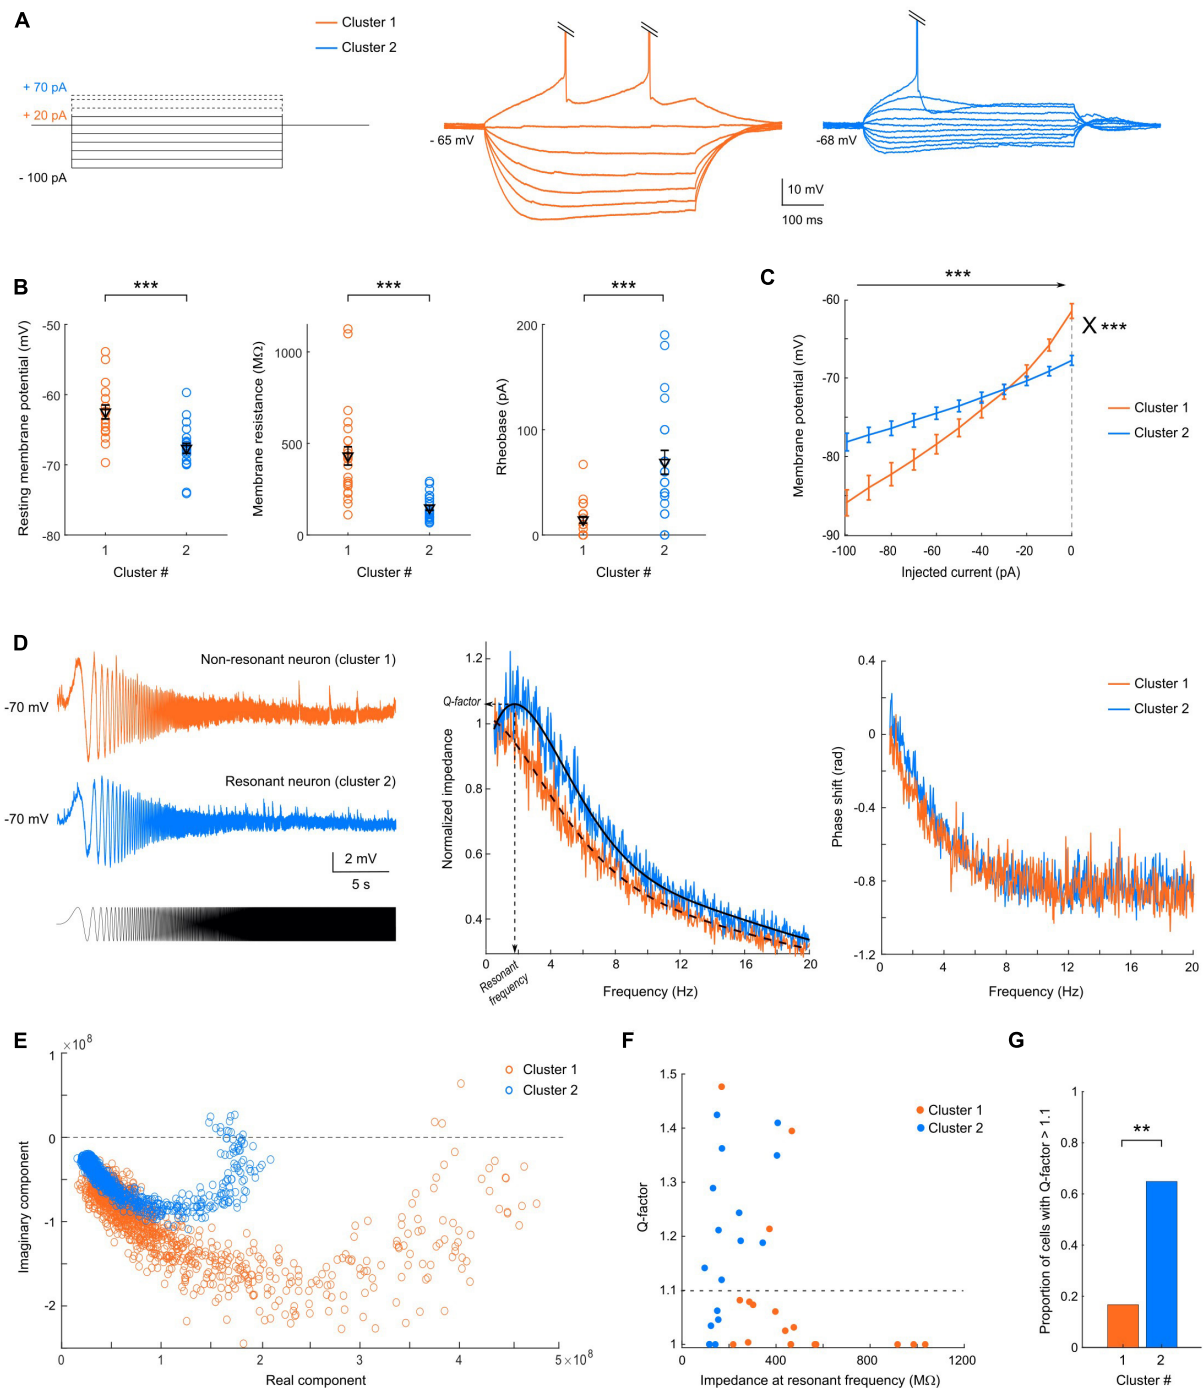 A
Cluster 1
Cluster 2
+ 70 pA
+ 20 pA
- 100 pA
- 65 mV
-68 mV
10 mV
100 ms
B
***
***
***
Resting membrane potential (mV)
-50
-60
-70
-80
1
2
Cluster #
Membrane resistance (MΩ)
1000
500
0
1
2
Cluster #
Rheobase (pA)
200
100
0
1
2
Cluster #
C
***
X ***
Membrane potential (mV)
-60
-70
-80
-90
-100
-80
-60
-40
-20
0
Injected current (pA)
Cluster 1
Cluster 2
D
Non-resonant neuron (cluster 1)
-70 mV
Resonant neuron (cluster 2)
-70 mV
2 mV
5 s
Normalized impedance
1.2
Q-factor
1
0.8
0.6
0.4
0
4
8
12
16
20
Resonant
frequency
Frequency (Hz)
Phase shift (rad)
0.4
0
-0.4
-0.8
-1.2
0
4
8
12
16
20
Frequency (Hz)
Cluster 1
Cluster 2
E
×10⁸
1
0
-1
-2
Imaginary component
0
1
2
3
4
5×10⁸
Real component
Cluster 1
Cluster 2
F
Q-factor
1.5
1.4
1.3
1.2
1.1
1
0
400
800
1200
Impedance at resonant frequency (MΩ)
Cluster 1
Cluster 2
G
Proportion of cells with Q-factor > 1.1
1
0.8
0.6
0.4
0.2
0
**
1
2
Cluster #